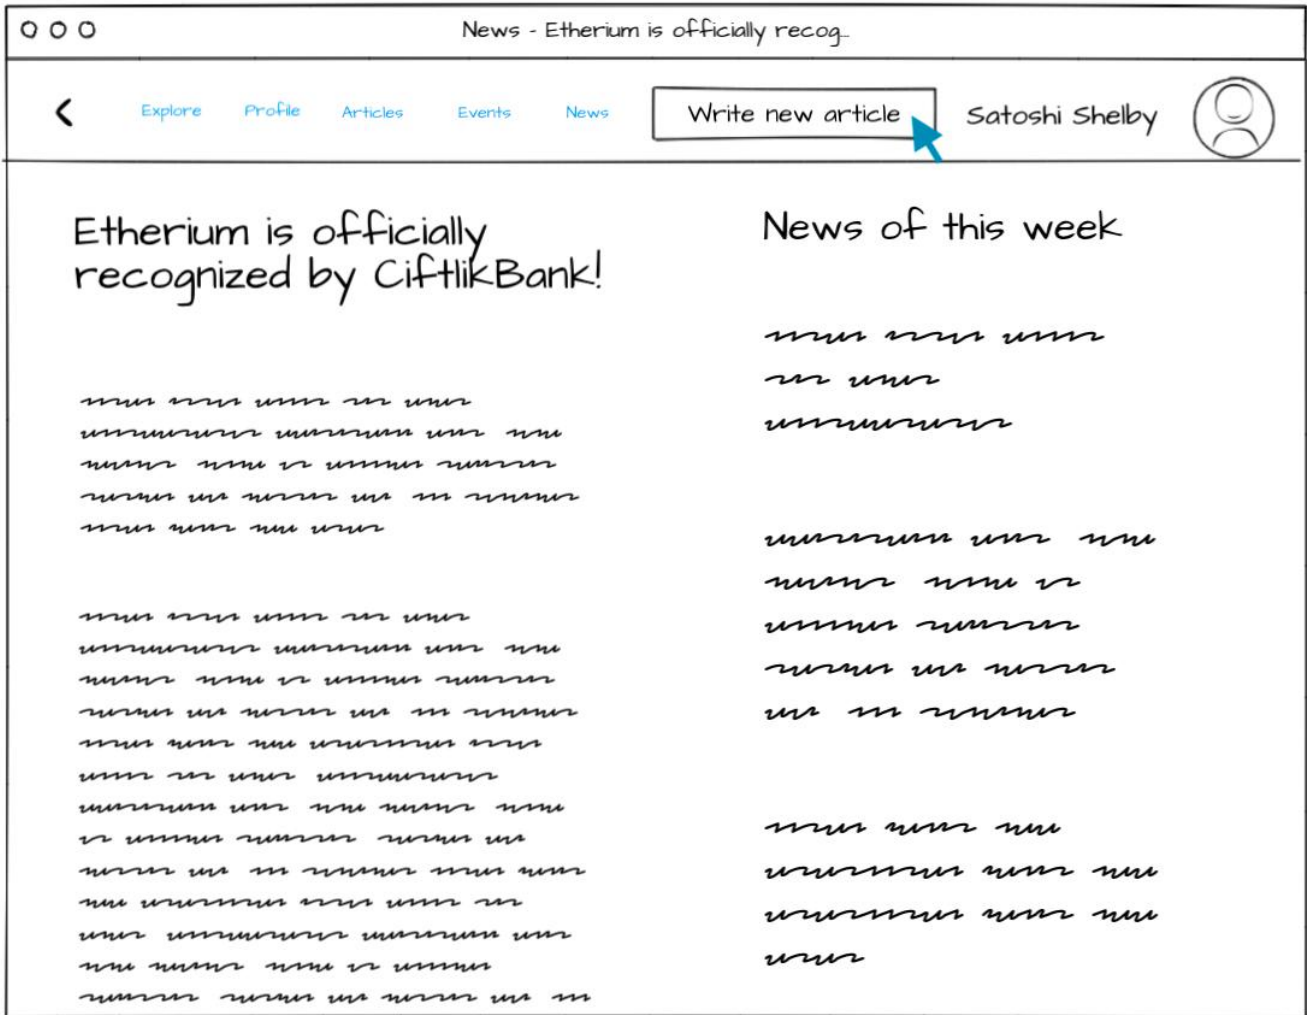 News - Etherium is officially recog...
Explore Profile Articles Events News Write new article Satoshi Shelby
Etherium is officially
recognized by CiftlikBank!
News of this week